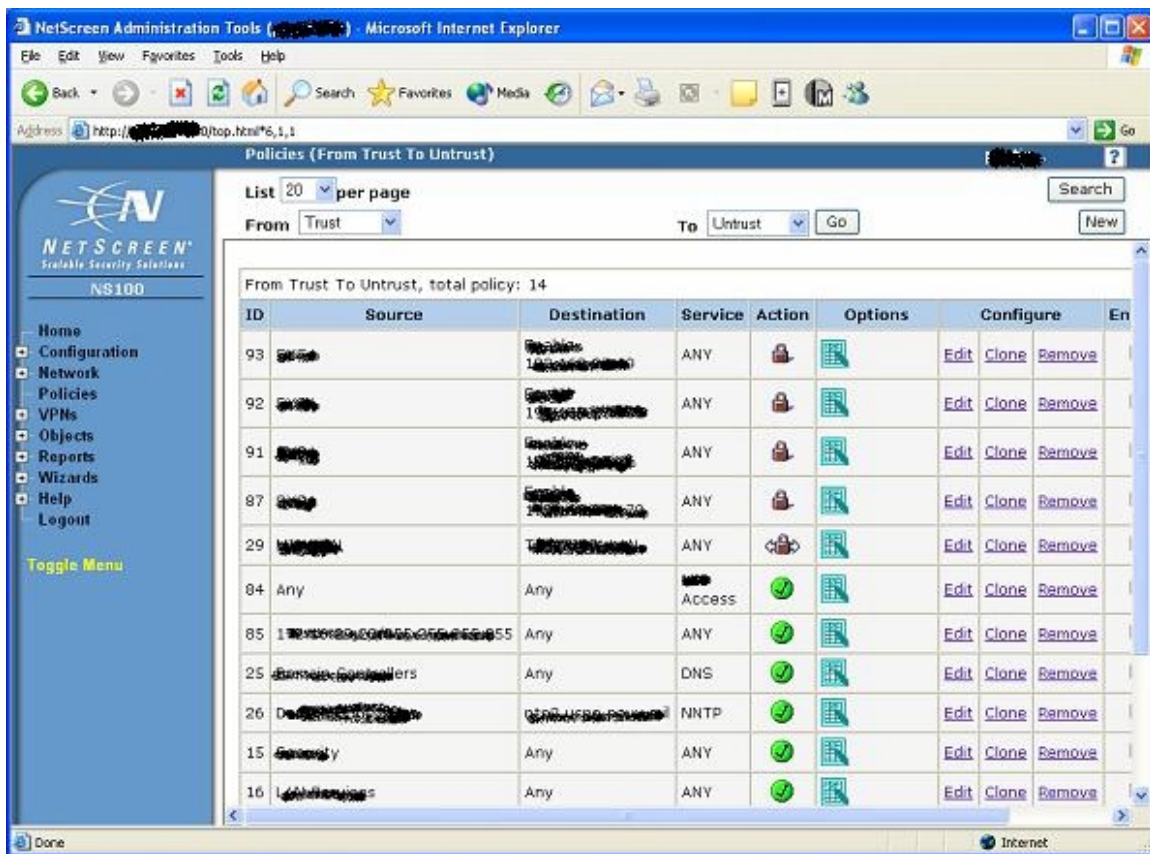 NetScreen Administration Tools ( ) - Microsoft Internet Explorer
File Edit View Favorites Tools Help
Back Search Favorites Media
Address http:// 0/top.html*6,1,1 Go
Policies (From Trust To Untrust) ?
N
NETSCREEN
Scalable Security Solutions
NS100
Home
Configuration
Network
Policies
VPNs
Objects
Reports
Wizards
Help
Logout
Toggle Menu
List 20 per page Search
From Trust To Untrust Go New
From Trust To Untrust, total policy: 14
ID Source Destination Service Action Options Configure En
93 ANY Edit Clone Remove
92 ANY Edit Clone Remove
91 ANY Edit Clone Remove
87 ANY Edit Clone Remove
29 ANY Edit Clone Remove
84 Any Any Access Edit Clone Remove
85 Any ANY Edit Clone Remove
25 Any DNS Edit Clone Remove
26 NNTP Edit Clone Remove
15 Any ANY Edit Clone Remove
16 Any ANY Edit Clone Remove
Done Internet